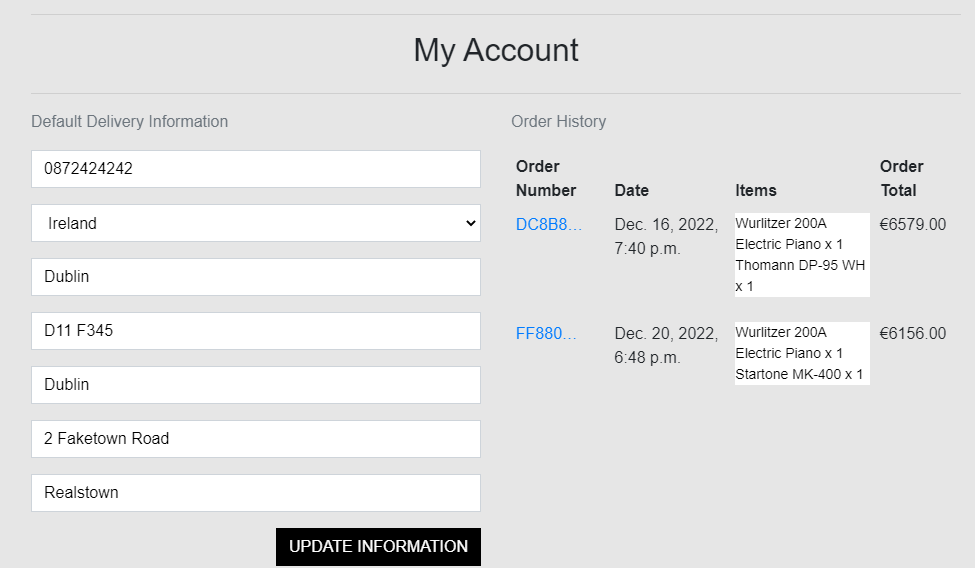 My Account
Default Delivery Information
0872424242
Ireland
Dublin
D11 F345
Dublin
2 Faketown Road
Realstown
UPDATE INFORMATION
Order History
Order Number Date Items Order Total
DC8B8... Dec. 16, 2022, 7:40 p.m. Wurlitzer 200A Electric Piano x 1 Thomann DP-95 WH x 1 €6579.00
FF880... Dec. 20, 2022, 6:48 p.m. Wurlitzer 200A Electric Piano x 1 Startone MK-400 x 1 €6156.00